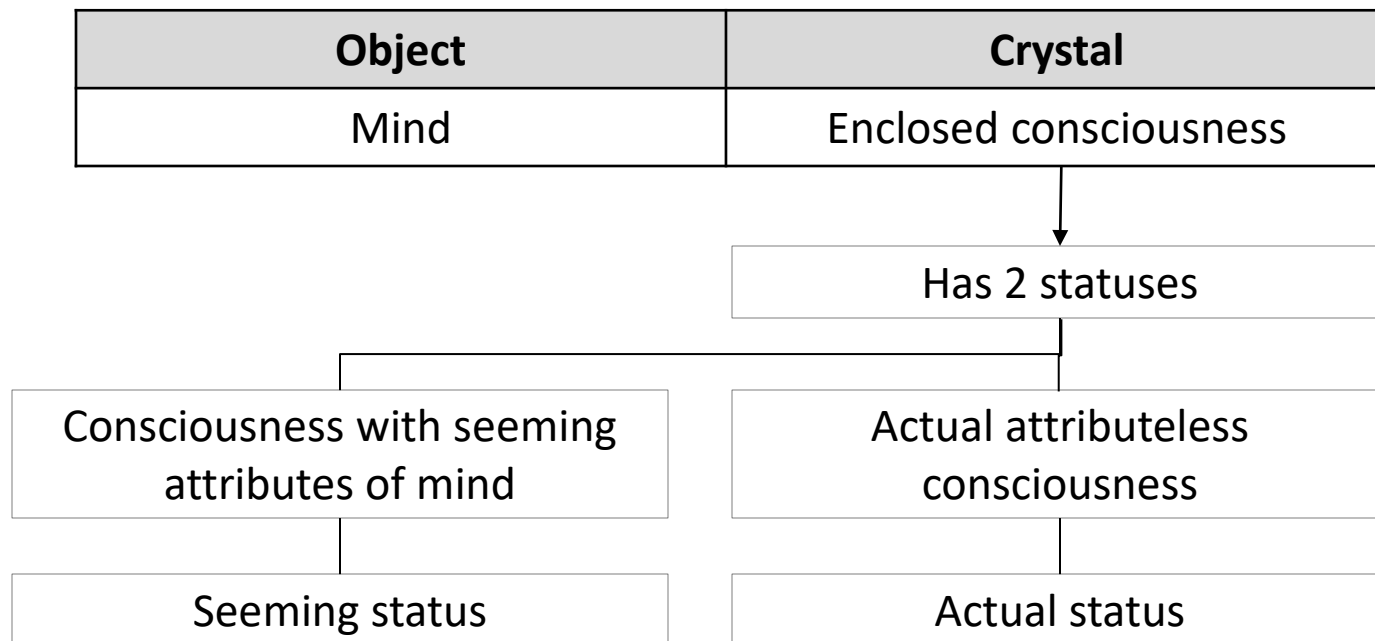 Object
Crystal
Mind
Enclosed consciousness
Has 2 statuses
Consciousness with seeming
attributes of mind
Actual attributeless
consciousness
Seeming status
Actual status